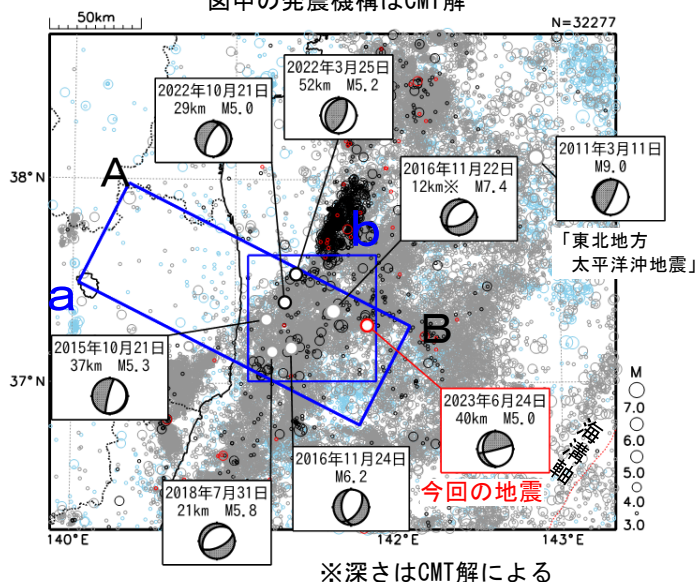 図中の発震機構はCMT解
50km
N=32277
2022年10月21日
29km M5.0
2022年3月25日
52km M5.2
2016年11月22日
12km※ M7.4
2011年3月11日
M9.0
「東北地方
太平洋沖地震」
38°N
A
b
a
B
2015年10月21日
37km M5.3
37°N
2023年6月24日
40km M5.0
今回の地震
2016年11月24日
M6.2
2018年7月31日
21km M5.8
海溝軸
M
7.0
6.0
5.0
4.0
3.0
140°E
142°E
143°E
※深さはCMT解による